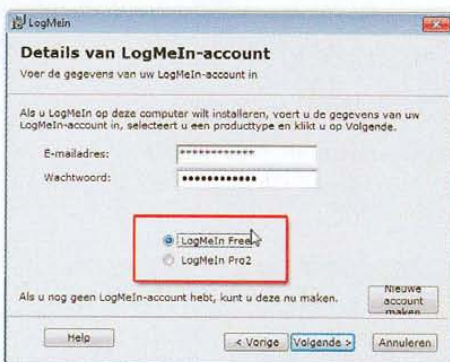 LogMeIn
Details van LogMeIn-account
Voer de gegevens van uw LogMeIn-account in
Als u LogMeIn op deze computer wilt installeren, voert u de gegevens van uw
LogMeIn-account in, selecteert u een producttype en klikt u op Volgende.
E-mailadres: ************
Wachtwoord: ••••••••••••
LogMeIn Free
LogMeIn Pro2
Als u nog geen LogMeIn-account hebt, kunt u deze nu maken.
Nieuwe
account
maken
Help
< Vorige
Volgende >
Annuleren